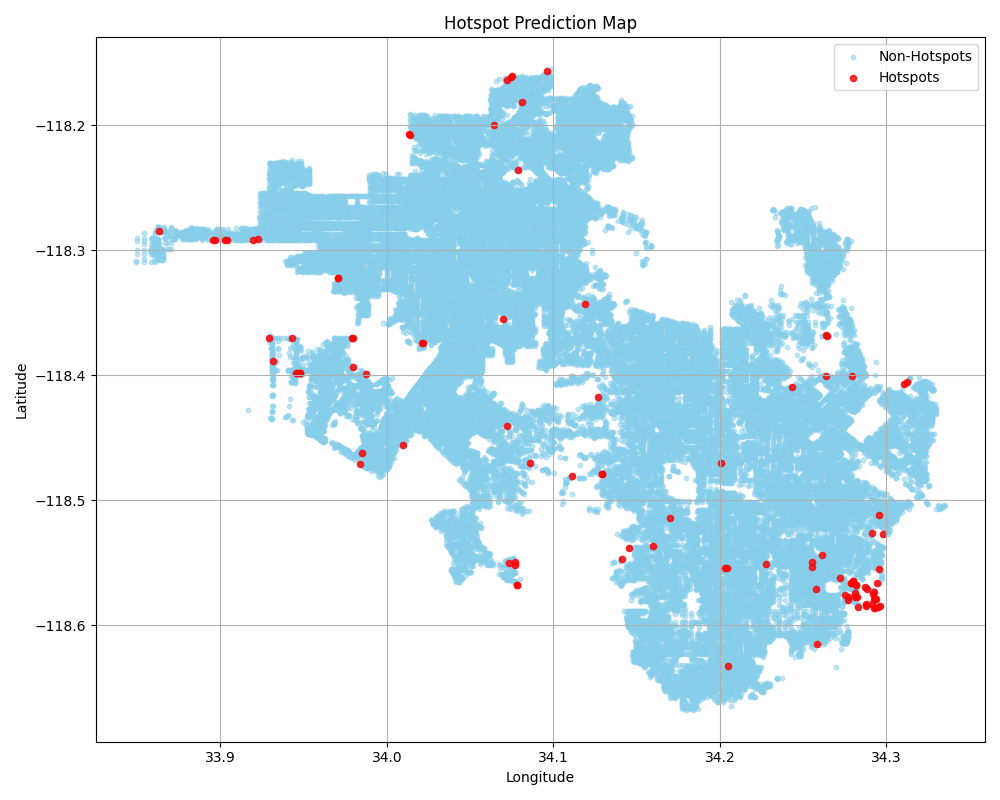 Hotspot Prediction Map
Non-Hotspots
Hotspots
−118.2
−118.3
−118.4
−118.5
−118.6
Latitude
33.9
34.0
34.1
34.2
34.3
Longitude